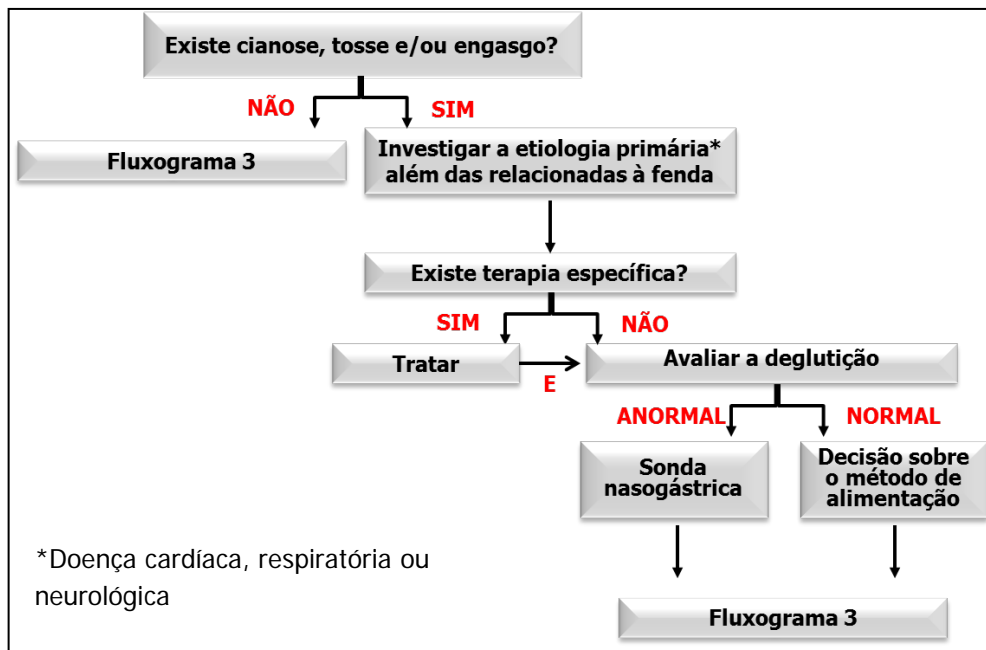 Existe cianose, tosse e/ou engasgo?
NÃO
SIM
Fluxograma 3
Investigar a etiologia primária*
além das relacionadas à fenda
Existe terapia específica?
SIM
NÃO
Tratar
E
Avaliar a deglutição
ANORMAL
NORMAL
Sonda
nasogástrica
Decisão sobre
o método de
alimentação
*Doença cardíaca, respiratória ou
neurológica
Fluxograma 3